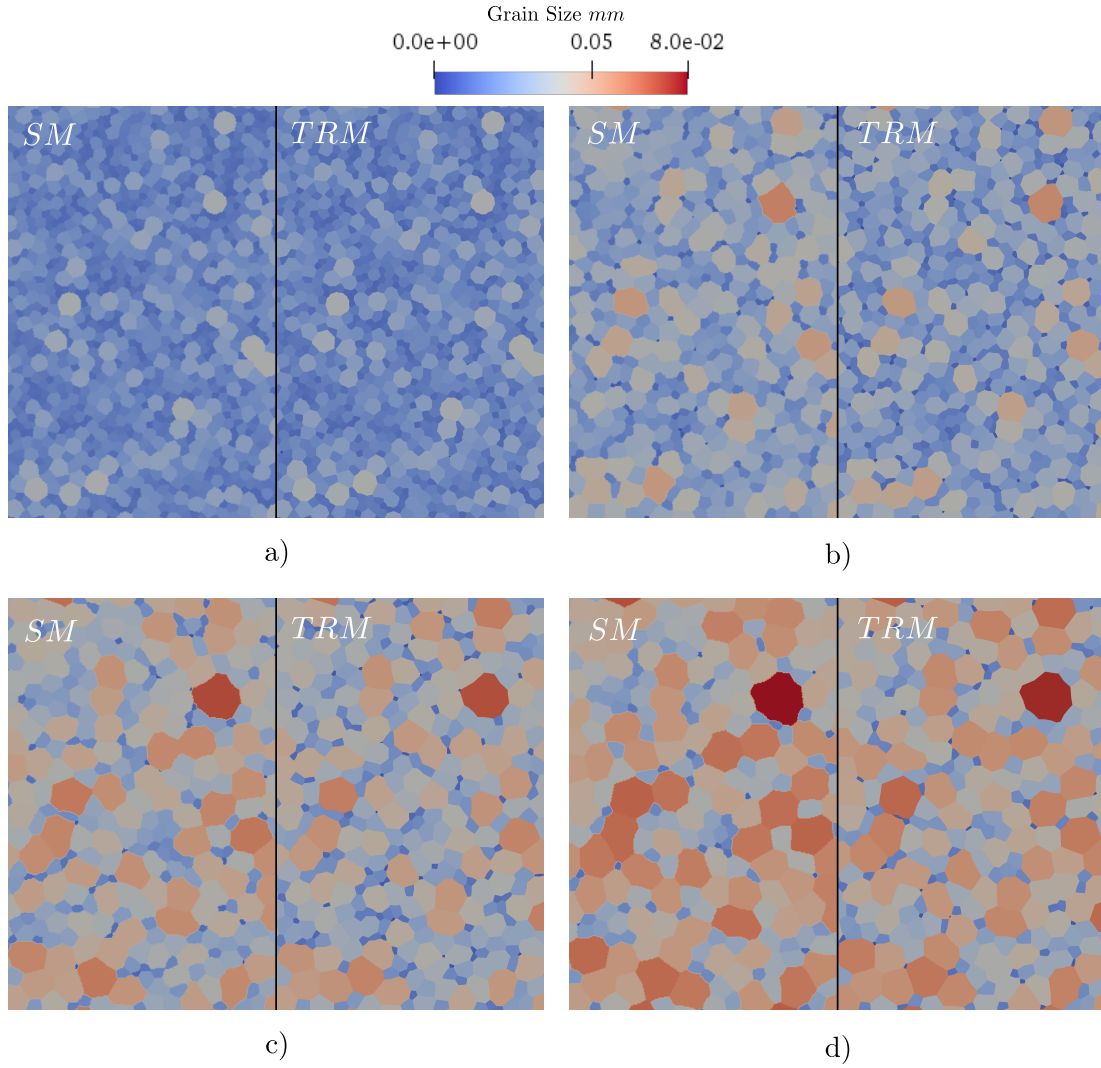 Grain Size mm
0.0e+00 0.05 8.0e-02
SM TRM SM TRM
a) b)
SM TRM SM TRM
c) d)